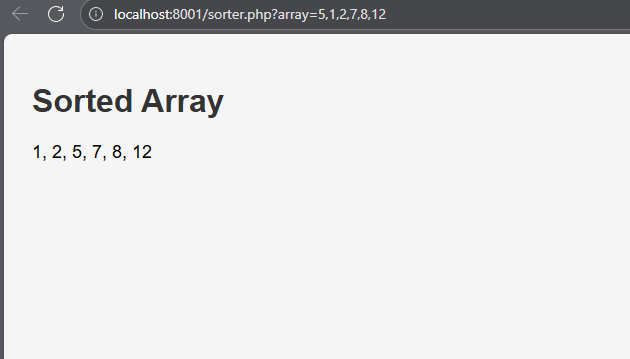 localhost:8001/sorter.php?array=5,1,2,7,8,12
Sorted Array
1, 2, 5, 7, 8, 12